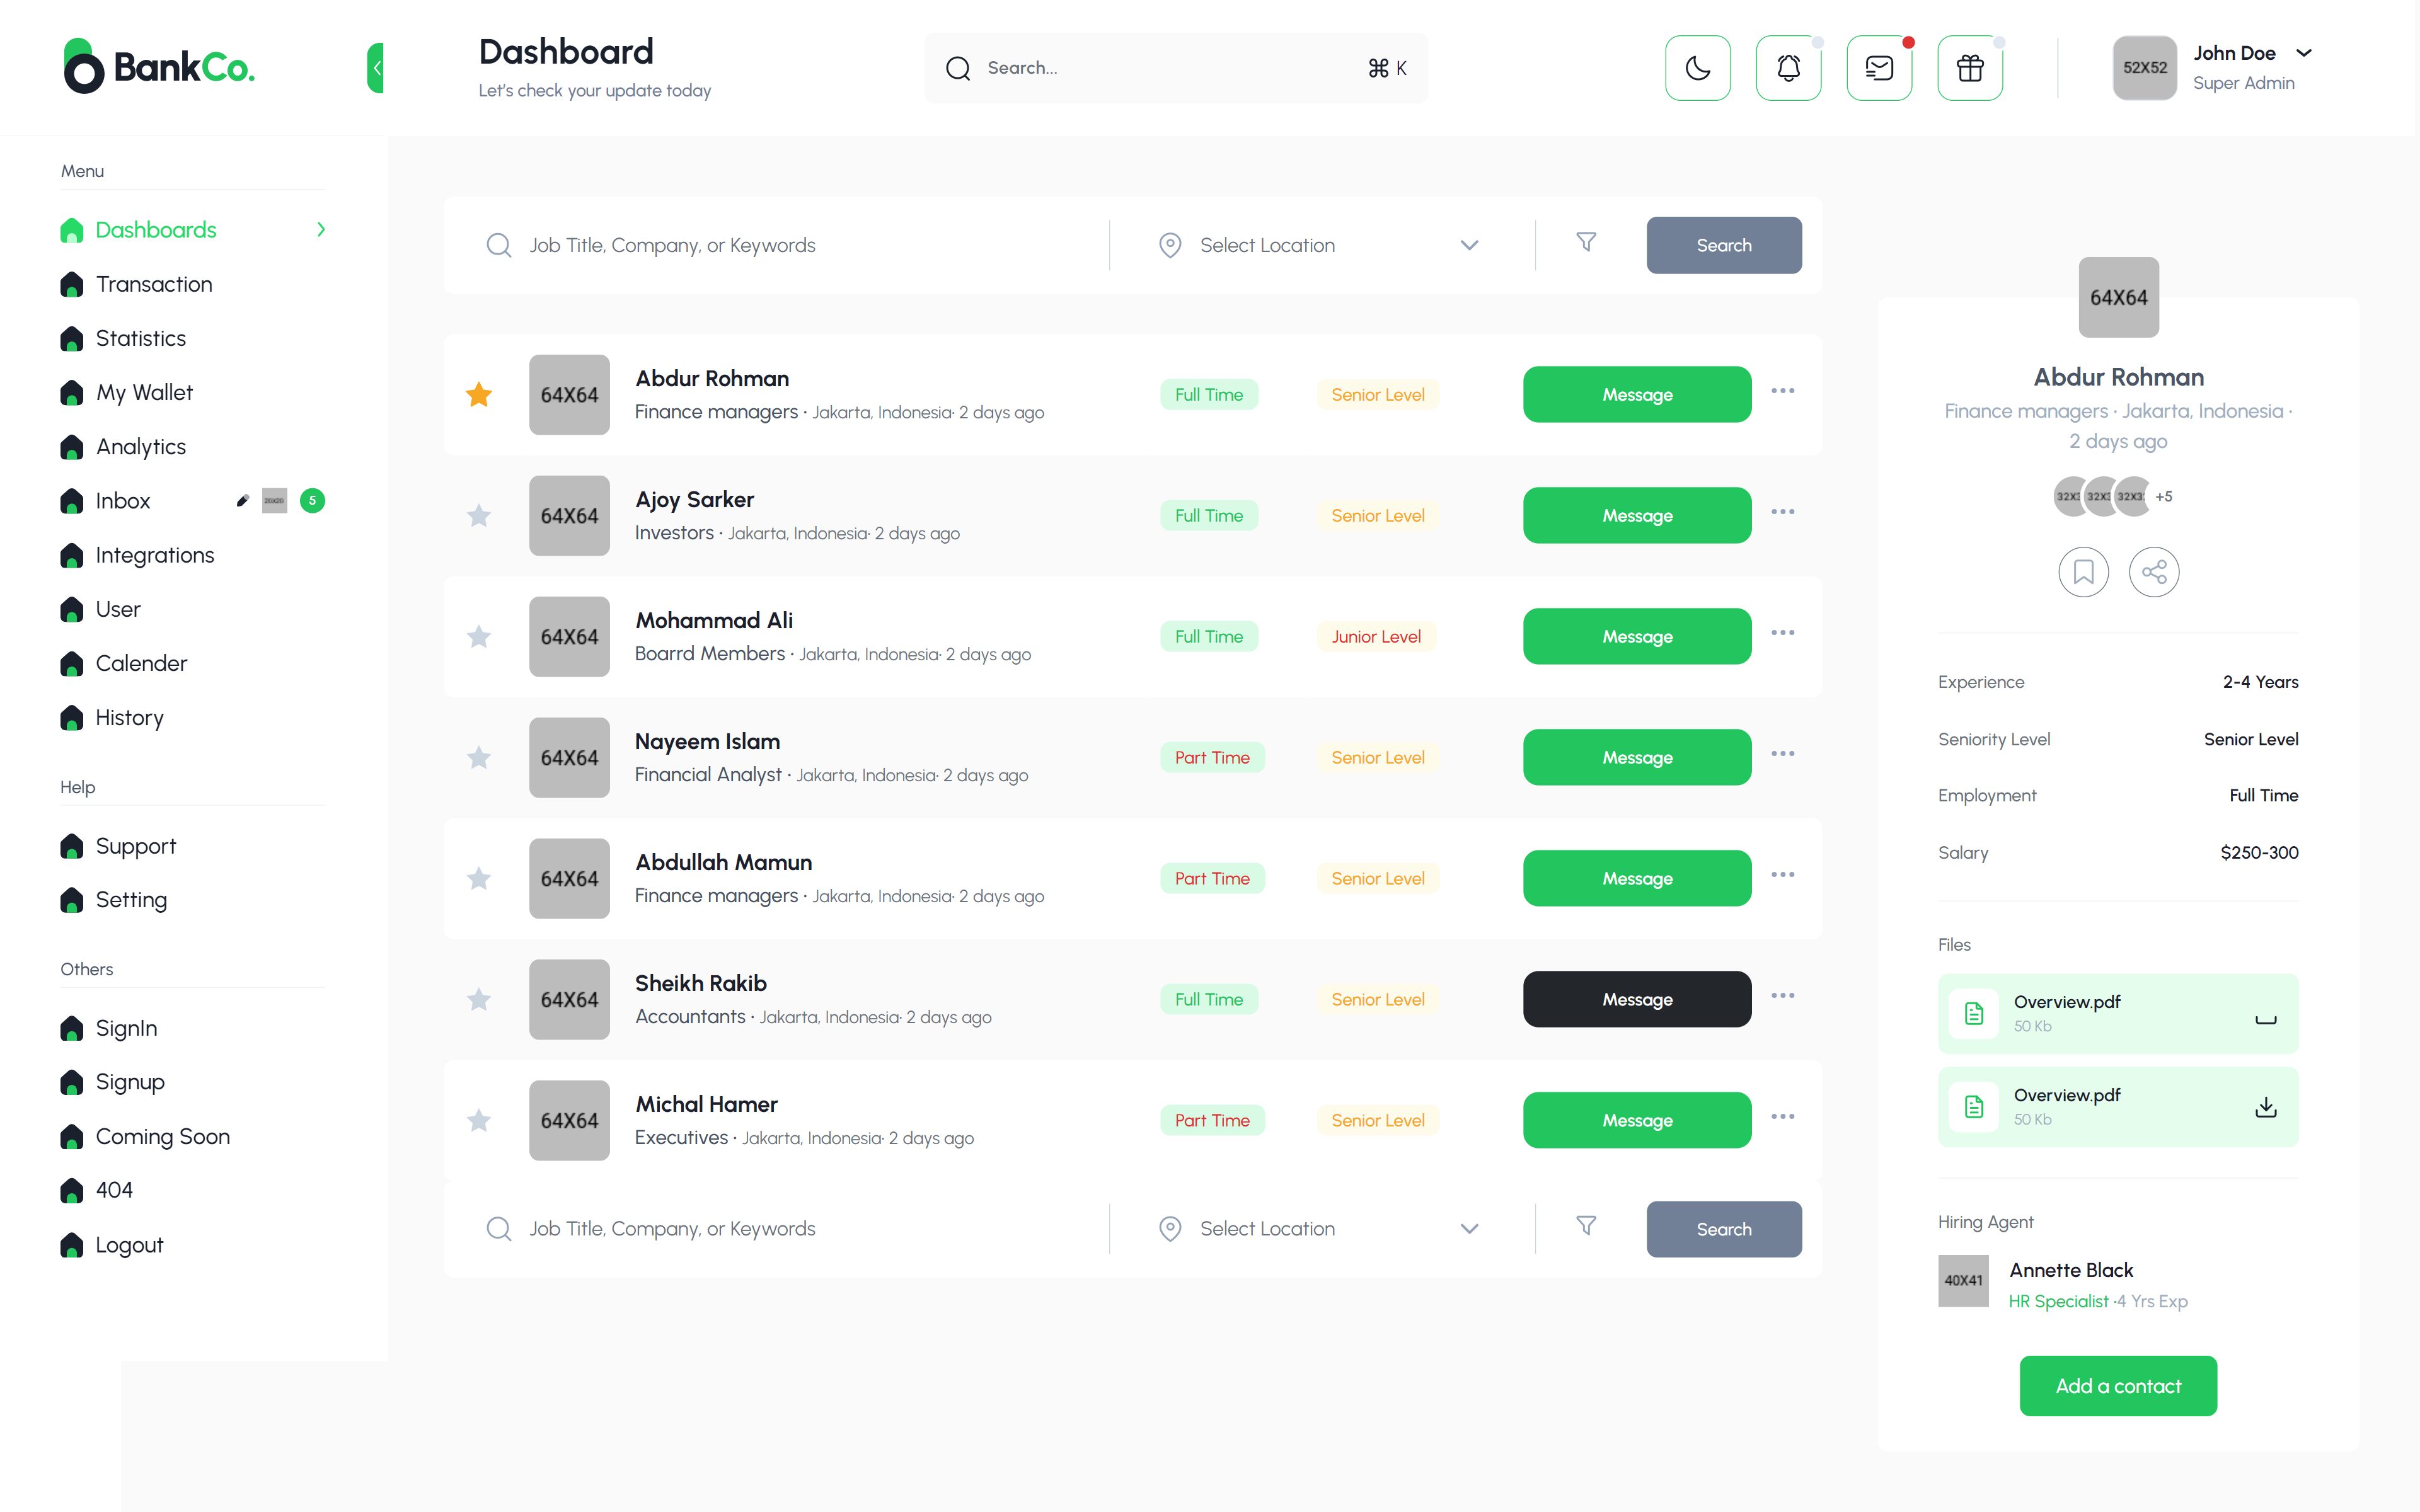 BankCo.
Dashboard
Let's check your update today
Search...
⌘ K
52X52
John Doe
Super Admin
Menu
Dashboards
Transaction
Statistics
My Wallet
Analytics
Inbox
5
Integrations
User
Calender
History
Help
Support
Setting
Others
SignIn
Signup
Coming Soon
404
Logout
Job Title, Company, or Keywords
Select Location
Search
64X64
Abdur Rohman
Finance managers · Jakarta, Indonesia· 2 days ago
Full Time
Senior Level
Message
64X64
Ajoy Sarker
Investors · Jakarta, Indonesia· 2 days ago
Full Time
Senior Level
Message
64X64
Mohammad Ali
Boarrd Members · Jakarta, Indonesia· 2 days ago
Full Time
Junior Level
Message
64X64
Nayeem Islam
Financial Analyst · Jakarta, Indonesia· 2 days ago
Part Time
Senior Level
Message
64X64
Abdullah Mamun
Finance managers · Jakarta, Indonesia· 2 days ago
Part Time
Senior Level
Message
64X64
Sheikh Rakib
Accountants · Jakarta, Indonesia· 2 days ago
Full Time
Senior Level
Message
64X64
Michal Hamer
Executives · Jakarta, Indonesia· 2 days ago
Part Time
Senior Level
Message
Job Title, Company, or Keywords
Select Location
Search
64X64
Abdur Rohman
Finance managers · Jakarta, Indonesia ·
2 days ago
+5
Experience
2-4 Years
Seniority Level
Senior Level
Employment
Full Time
Salary
$250-300
Files
Overview.pdf
50 Kb
Overview.pdf
50 Kb
Hiring Agent
40X41
Annette Black
HR Specialist ·4 Yrs Exp
Add a contact